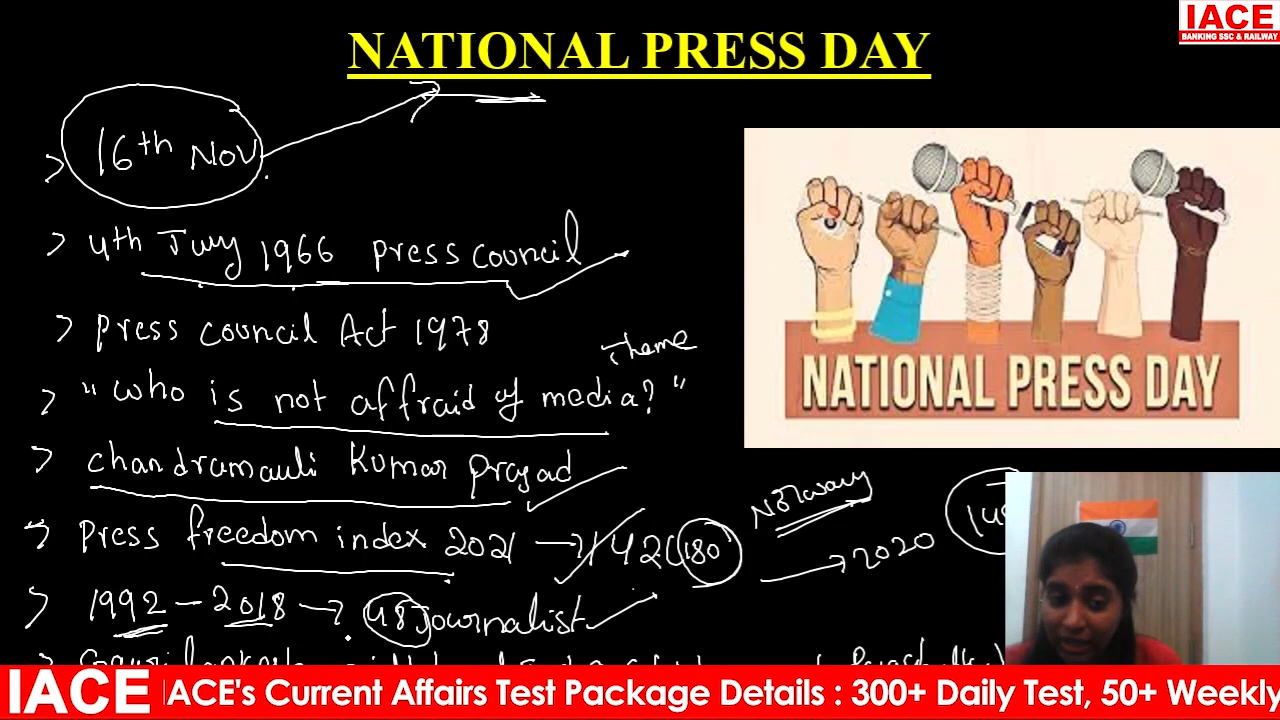 NATIONAL PRESS DAY
IACE
BANKING SSC & RAILWAY
> 16th NOV.
> 4th July 1966 press council
> press council Act 1978
Theme
> "who is not affraid of media?"
> chandramauli Kumar prasad
> press freedom index 2021 → 142 (180)
Norway
→ 2020
> 1992 - 2018 → 48 Journalist
NATIONAL PRESS DAY
IACE
IACE's Current Affairs Test Package Details : 300+ Daily Test, 50+ Weekly